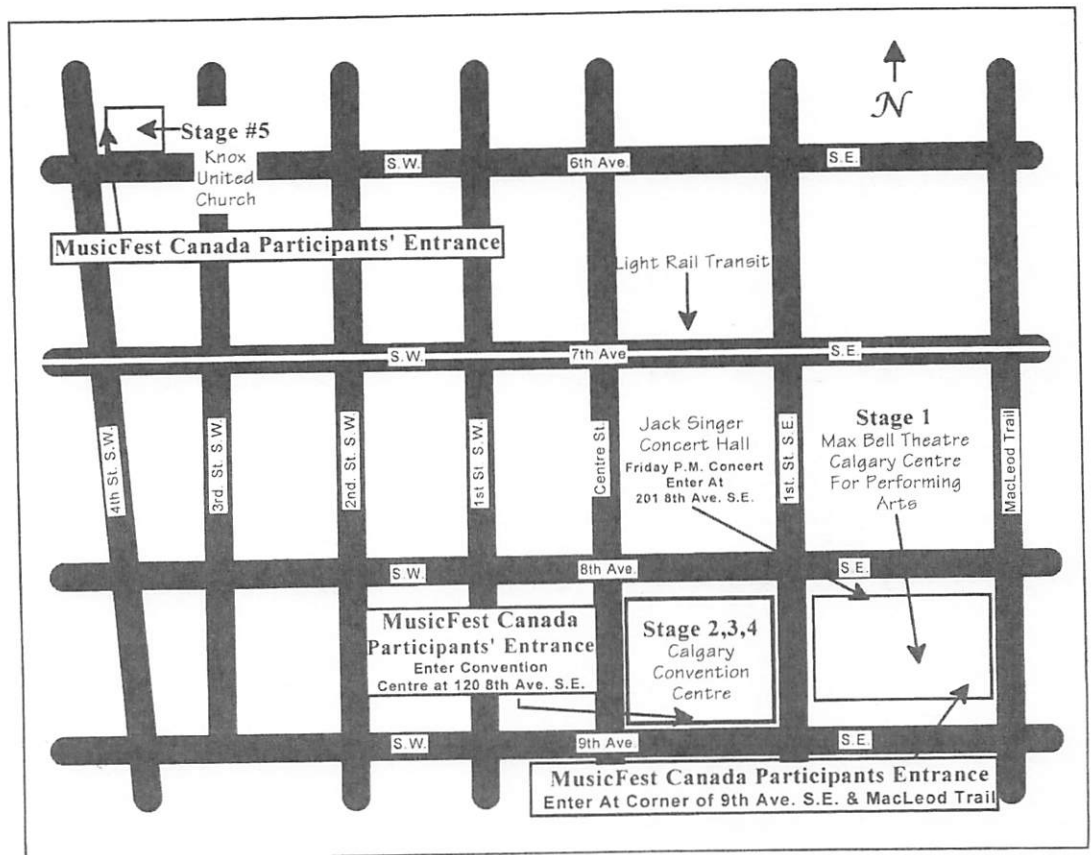 N
Stage #5
Knox
United
Church
S.W.
6th Ave.
S.E.
MusicFest Canada Participants' Entrance
Light Rail Transit
S.W.
7th Ave
S.E.
4th St. S.W.
3rd. St. S.W.
2nd. St. S.W.
1st St. S.W.
Centre St.
1st. St. S.E.
MacLeod Trail
Jack Singer
Concert Hall
Friday P.M. Concert
Enter At
201 8th Ave. S.E.
Stage 1
Max Bell Theatre
Calgary Centre
For Performing
Arts
S.W.
8th Ave.
S.E.
MusicFest Canada
Participants' Entrance
Enter Convention
Centre at 120 8th Ave. S.E.
Stage 2,3,4
Calgary
Convention
Centre
S.W.
9th Ave.
S.E.
MusicFest Canada Participants Entrance
Enter At Corner of 9th Ave. S.E. & MacLeod Trail